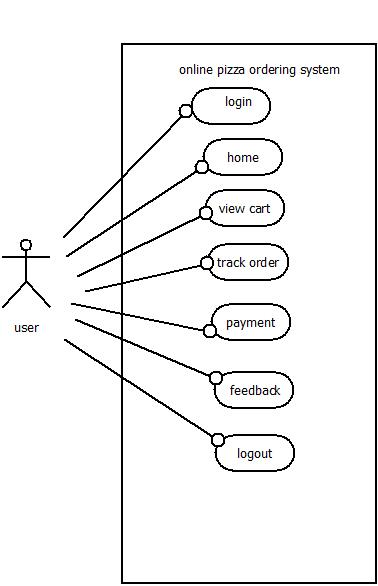 online pizza ordering system
login
home
view cart
track order
user
payment
feedback
logout